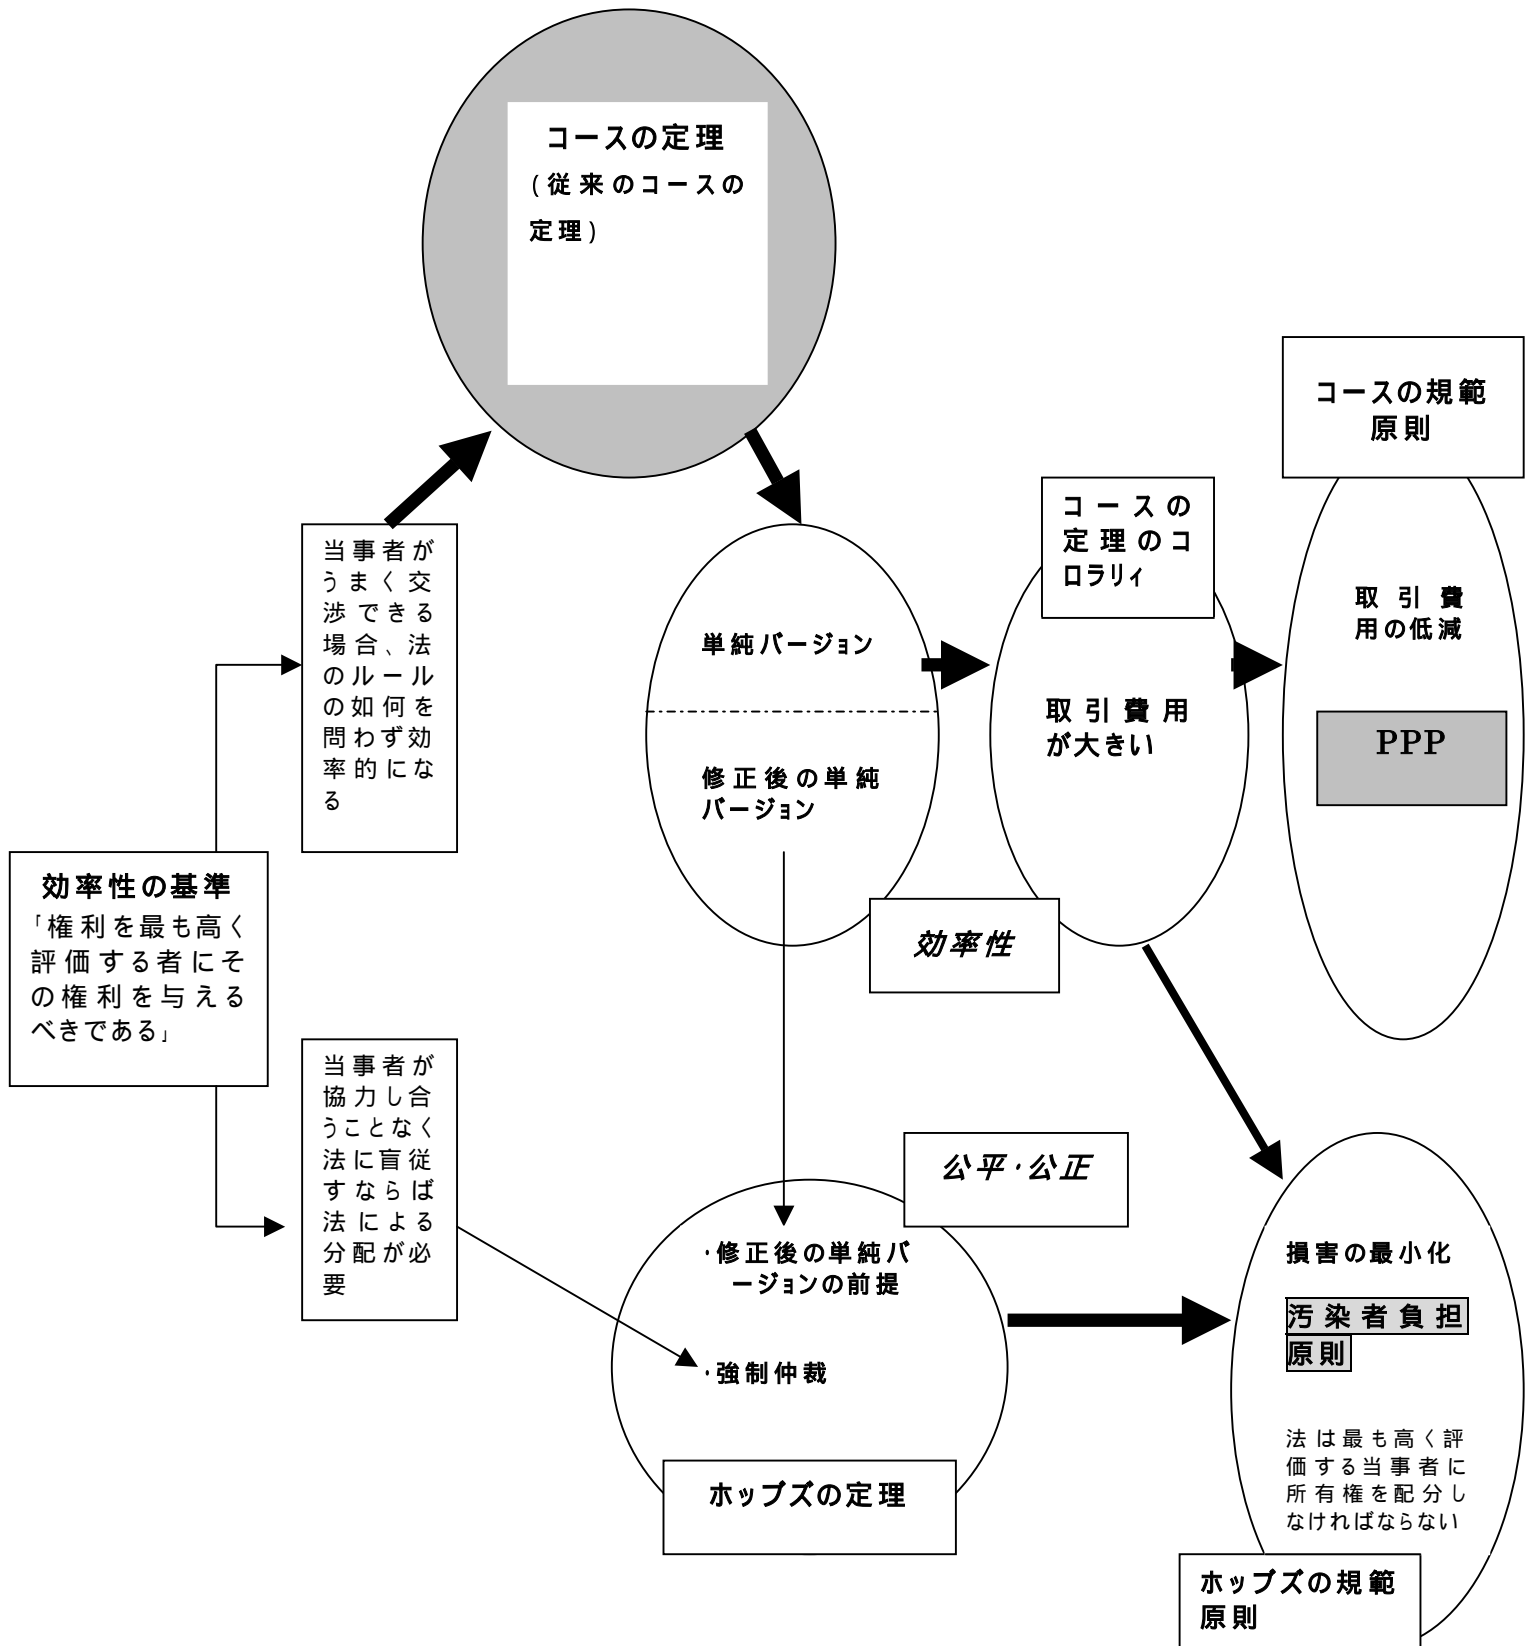 コースの定理
(従来のコースの
定理)
コースの規範
原則
コースの
定理のコ
ロラリィ
当事者が
うまく交
渉できる
場合、法
のルール
の如何を
問わず効
率的にな
る
取引費
用の低減
単純バージョン
取引費用
が大きい
PPP
修正後の単純
バージョン
効率性の基準
「権利を最も高く
評価する者にそ
の権利を与える
べきである」
効率性
当事者が
協力し合
うことなく
法に盲従
すならば
法による
分配が必
要
公平・公正
・修正後の単純バ
ージョンの前提
・強制仲裁
損害の最小化
汚染者負担
原則
法は最も高く評
価する当事者に
所有権を配分し
なければならない
ホッブズの定理
ホッブズの規範
原則